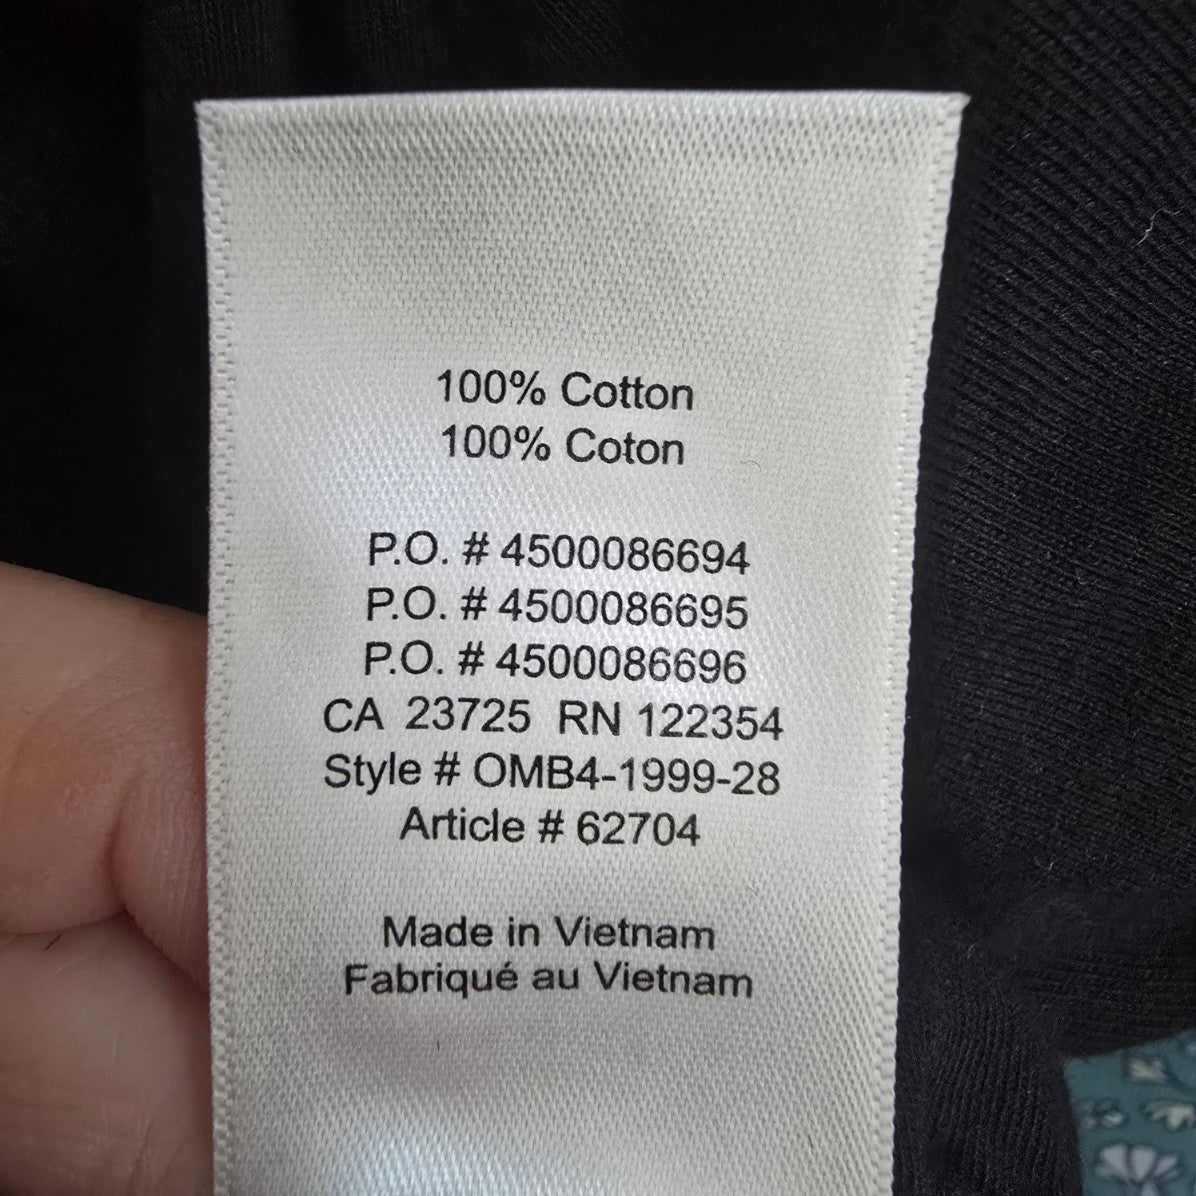 100% Cotton
100% Coton
P.O. # 4500086694
P.O. # 4500086695
P.O. # 4500086696
CA 23725 RN 122354
Style # OMB4-1999-28
Article # 62704
Made in Vietnam
Fabriqué au Vietnam